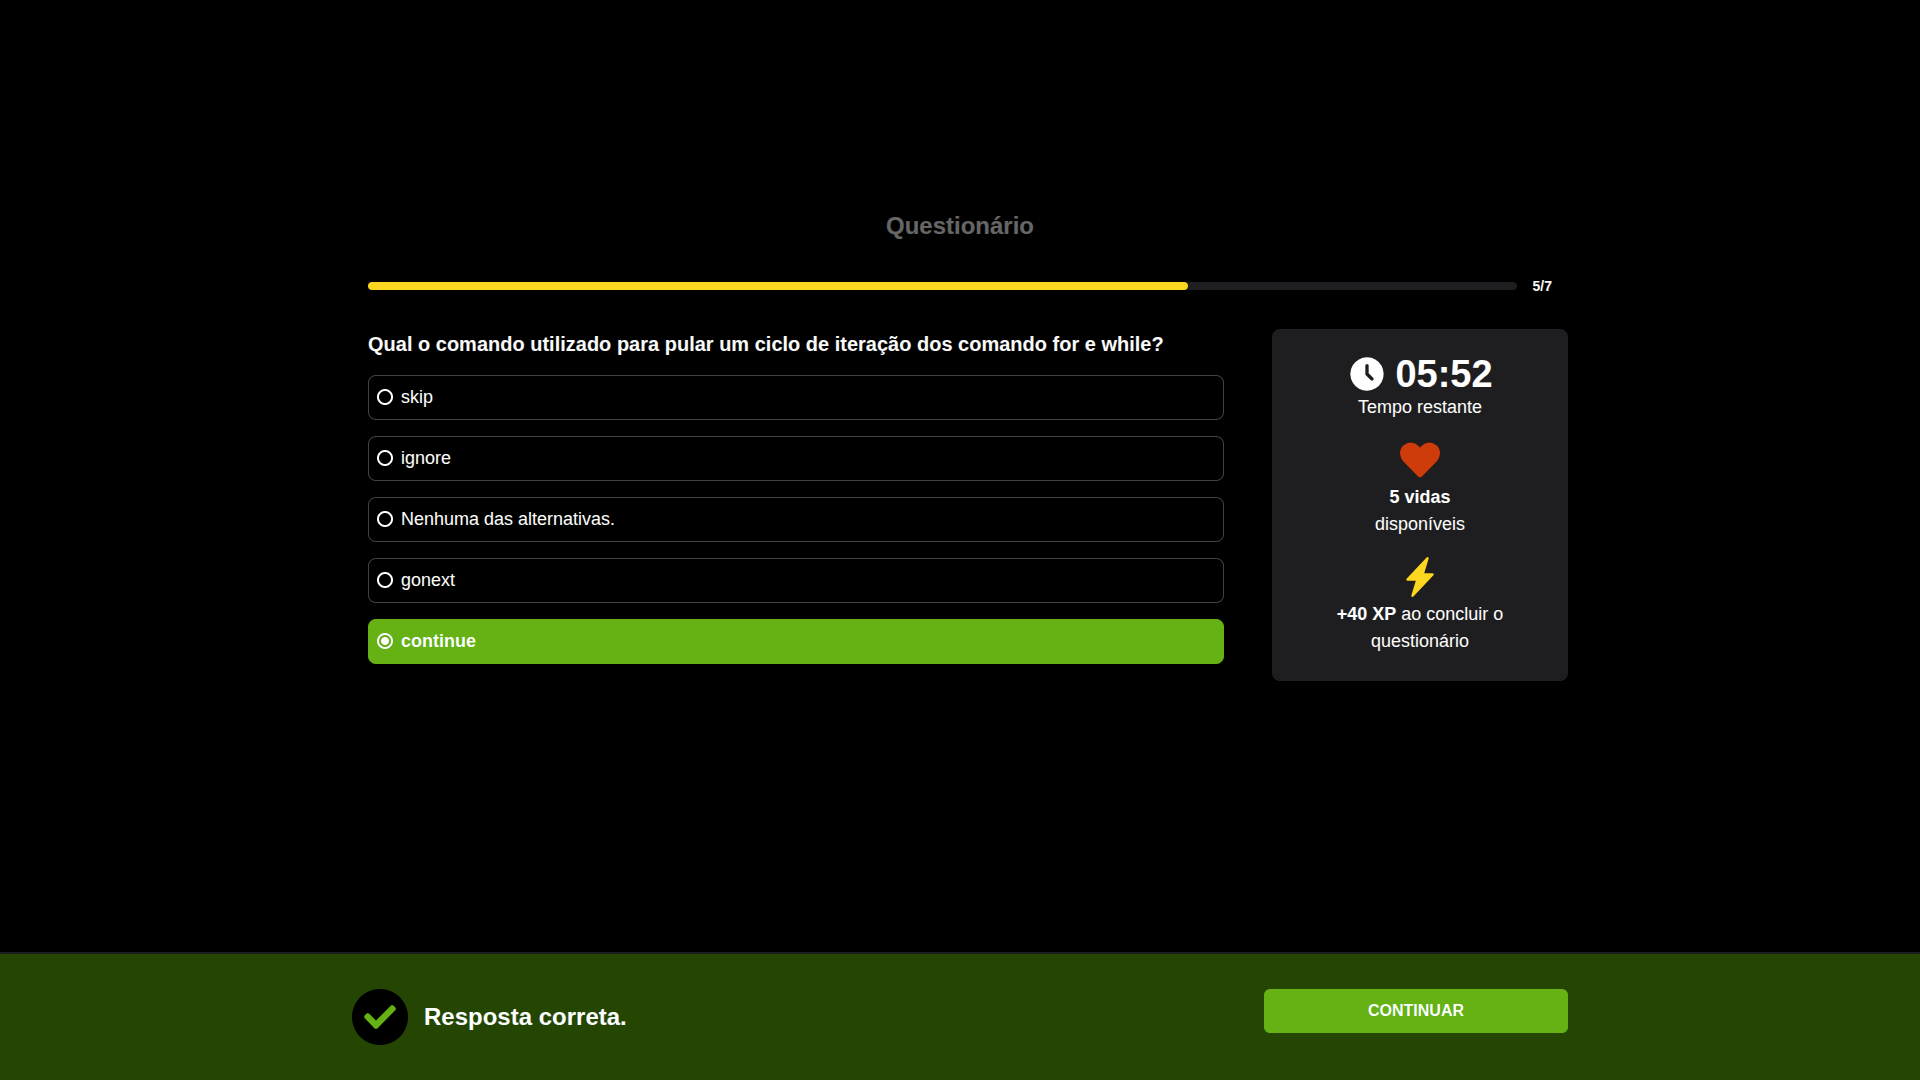 Questionário
5/7
Qual o comando utilizado para pular um ciclo de iteração dos comando for e while?
skip
ignore
Nenhuma das alternativas.
gonext
continue
05:52
Tempo restante
5 vidas
disponíveis
+40 XP ao concluir o
questionário
Resposta correta.
CONTINUAR